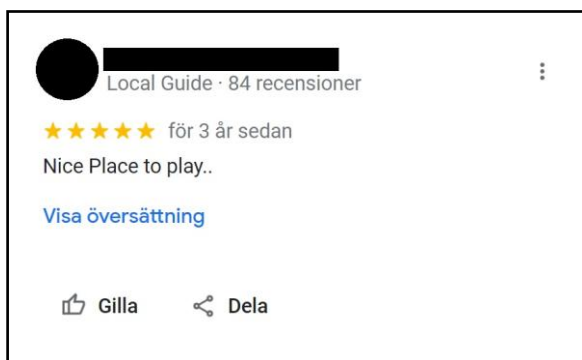 Local Guide · 84 recensioner
för 3 år sedan
Nice Place to play..
Visa översättning
Gilla
Dela